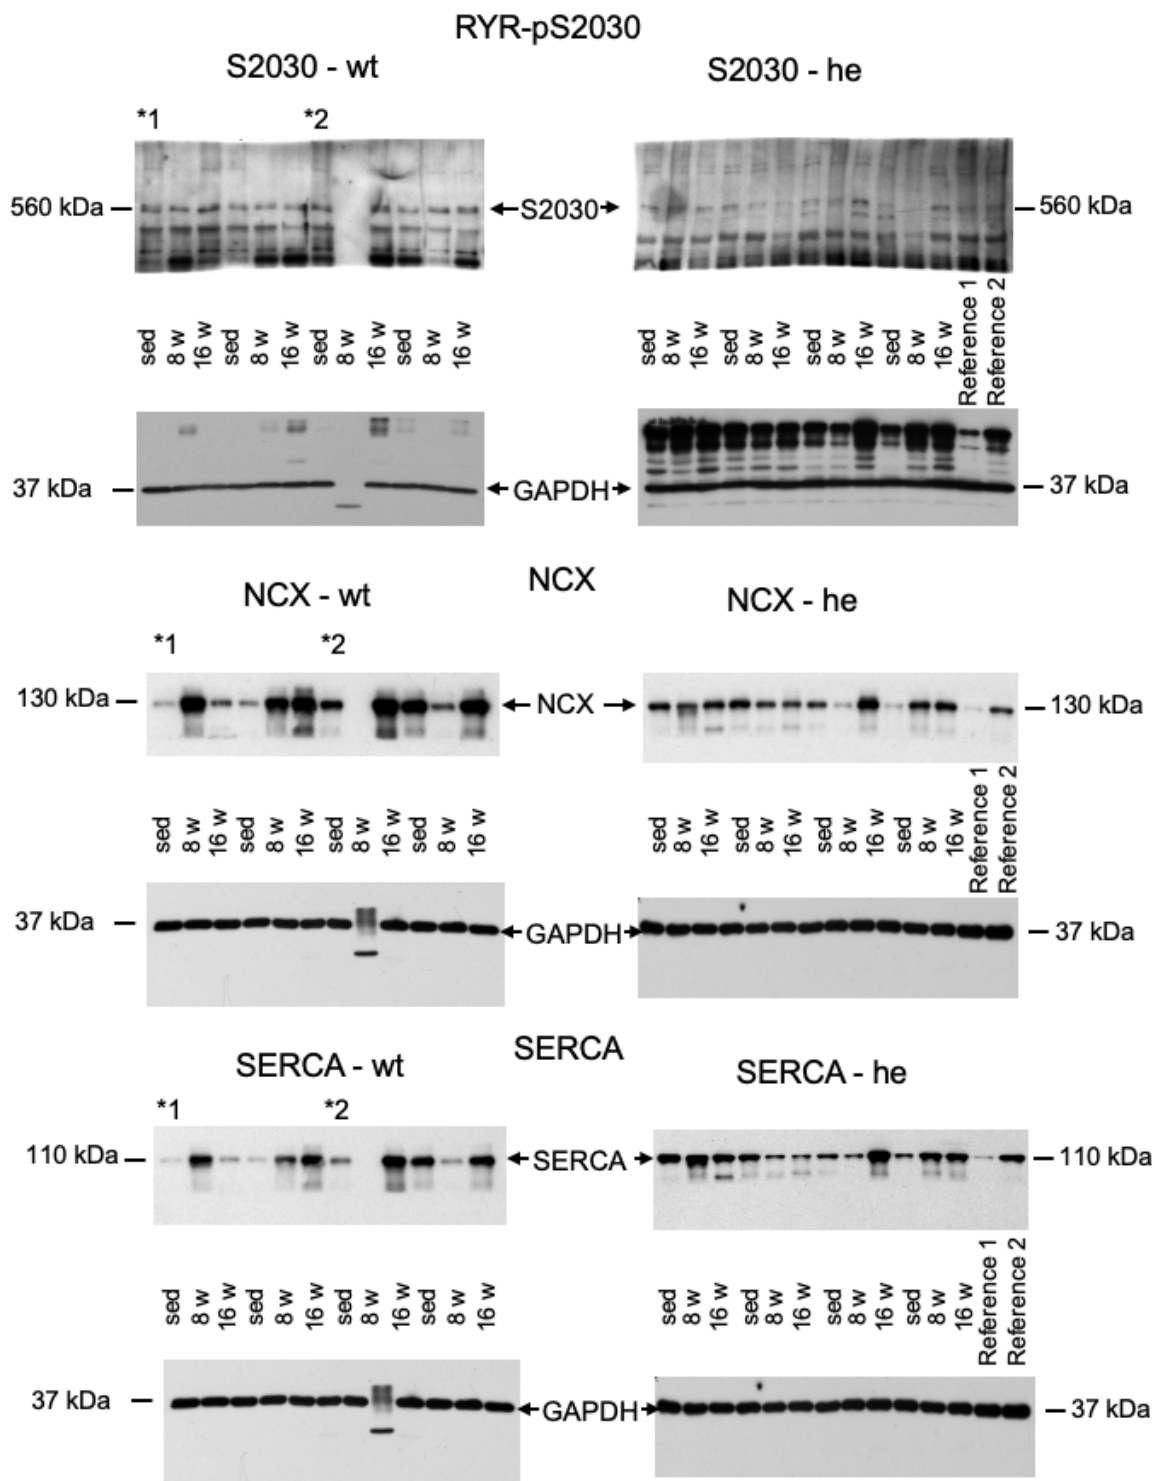 RYR-pS2030
S2030 - wt
S2030 - he
*1
*2
560 kDa
S2030
560 kDa
sed
8 w
16 w
sed
8 w
16 w
sed
8 w
16 w
sed
8 w
16 w
sed
8 w
16 w
sed
8 w
16 w
sed
8 w
16 w
sed
8 w
16 w
Reference 1
Reference 2
37 kDa
GAPDH
37 kDa
NCX
NCX - wt
NCX - he
*1
*2
130 kDa
NCX
130 kDa
sed
8 w
16 w
sed
8 w
16 w
sed
8 w
16 w
sed
8 w
16 w
sed
8 w
16 w
sed
8 w
16 w
sed
8 w
16 w
sed
8 w
16 w
Reference 1
Reference 2
37 kDa
GAPDH
37 kDa
SERCA
SERCA - wt
SERCA - he
*1
*2
110 kDa
SERCA
110 kDa
sed
8 w
16 w
sed
8 w
16 w
sed
8 w
16 w
sed
8 w
16 w
sed
8 w
16 w
sed
8 w
16 w
sed
8 w
16 w
sed
8 w
16 w
Reference 1
Reference 2
37 kDa
GAPDH
37 kDa